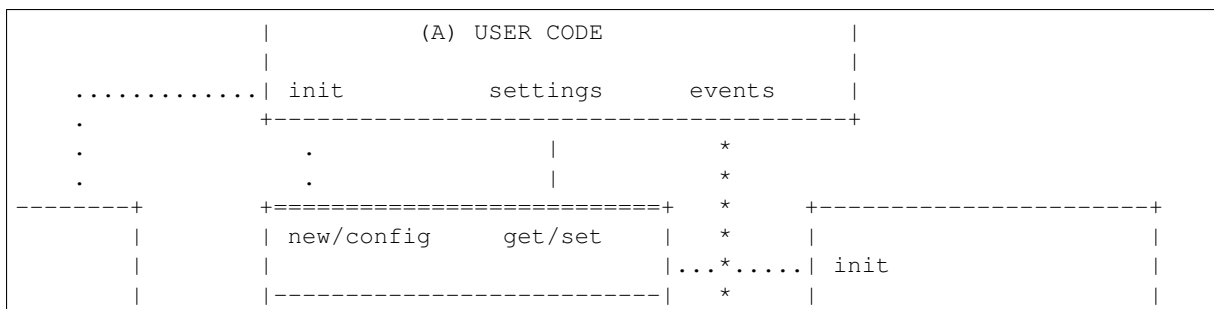 |          (A) USER CODE                 |
|                                        |
.............| init          settings      events     |
.            +----------------------------------------+
.                .                |           *
.                .                |           *
--------+        +===========================+   *     +-----------------------+
|        | new/config     get/set    |   *     |                       |
|        |                           |...*.....| init                  |
|        |---------------------------|   *     |                       |